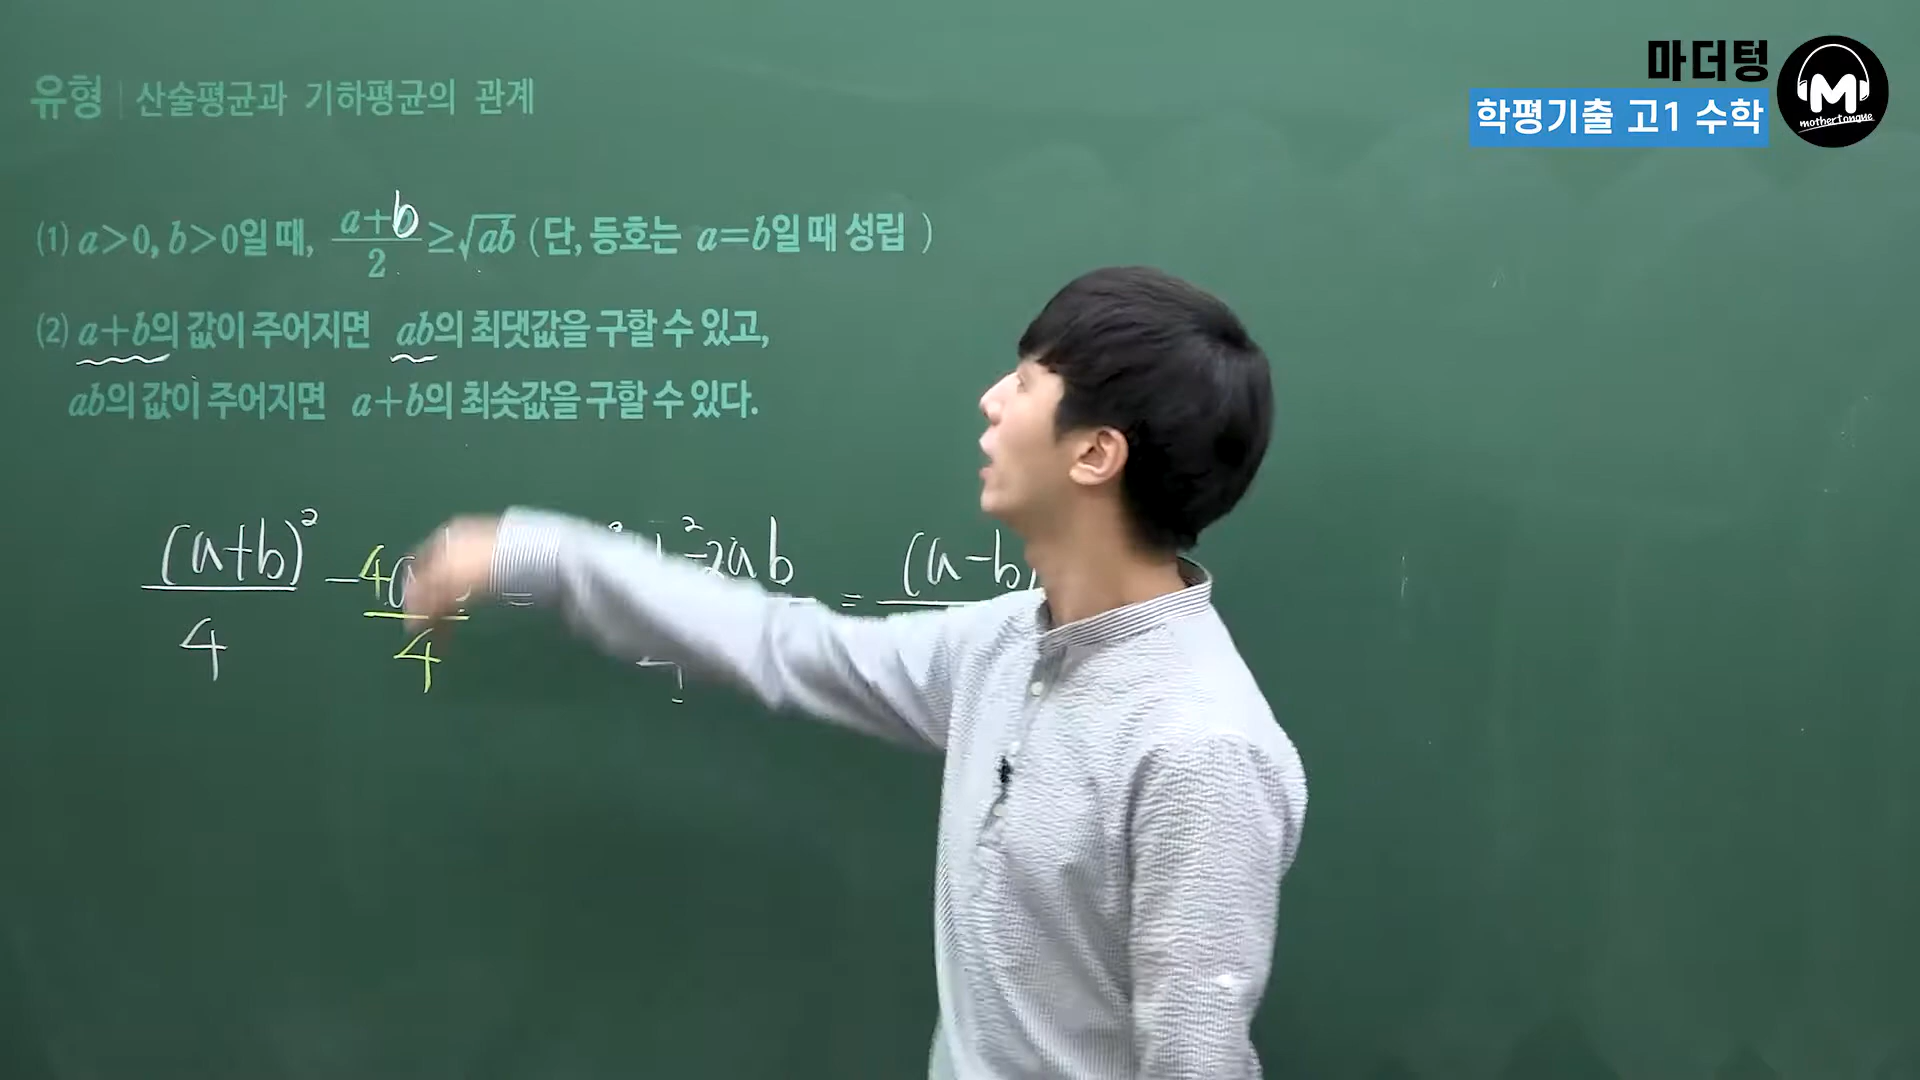 마더텅
학평기출 고1 수학
M
mothertongue
유형 | 산술평균과 기하평균의 관계
(1) a>0, b>0일 때, (a+b)/2 ≥ √ab (단, 등호는 a=b일 때 성립 )
(2) a+b의 값이 주어지면 ab의 최댓값을 구할 수 있고,
ab의 값이 주어지면 a+b의 최솟값을 구할 수 있다.
(a+b)²/4 − 4a /4 = ² ²-2ab = (a-b)